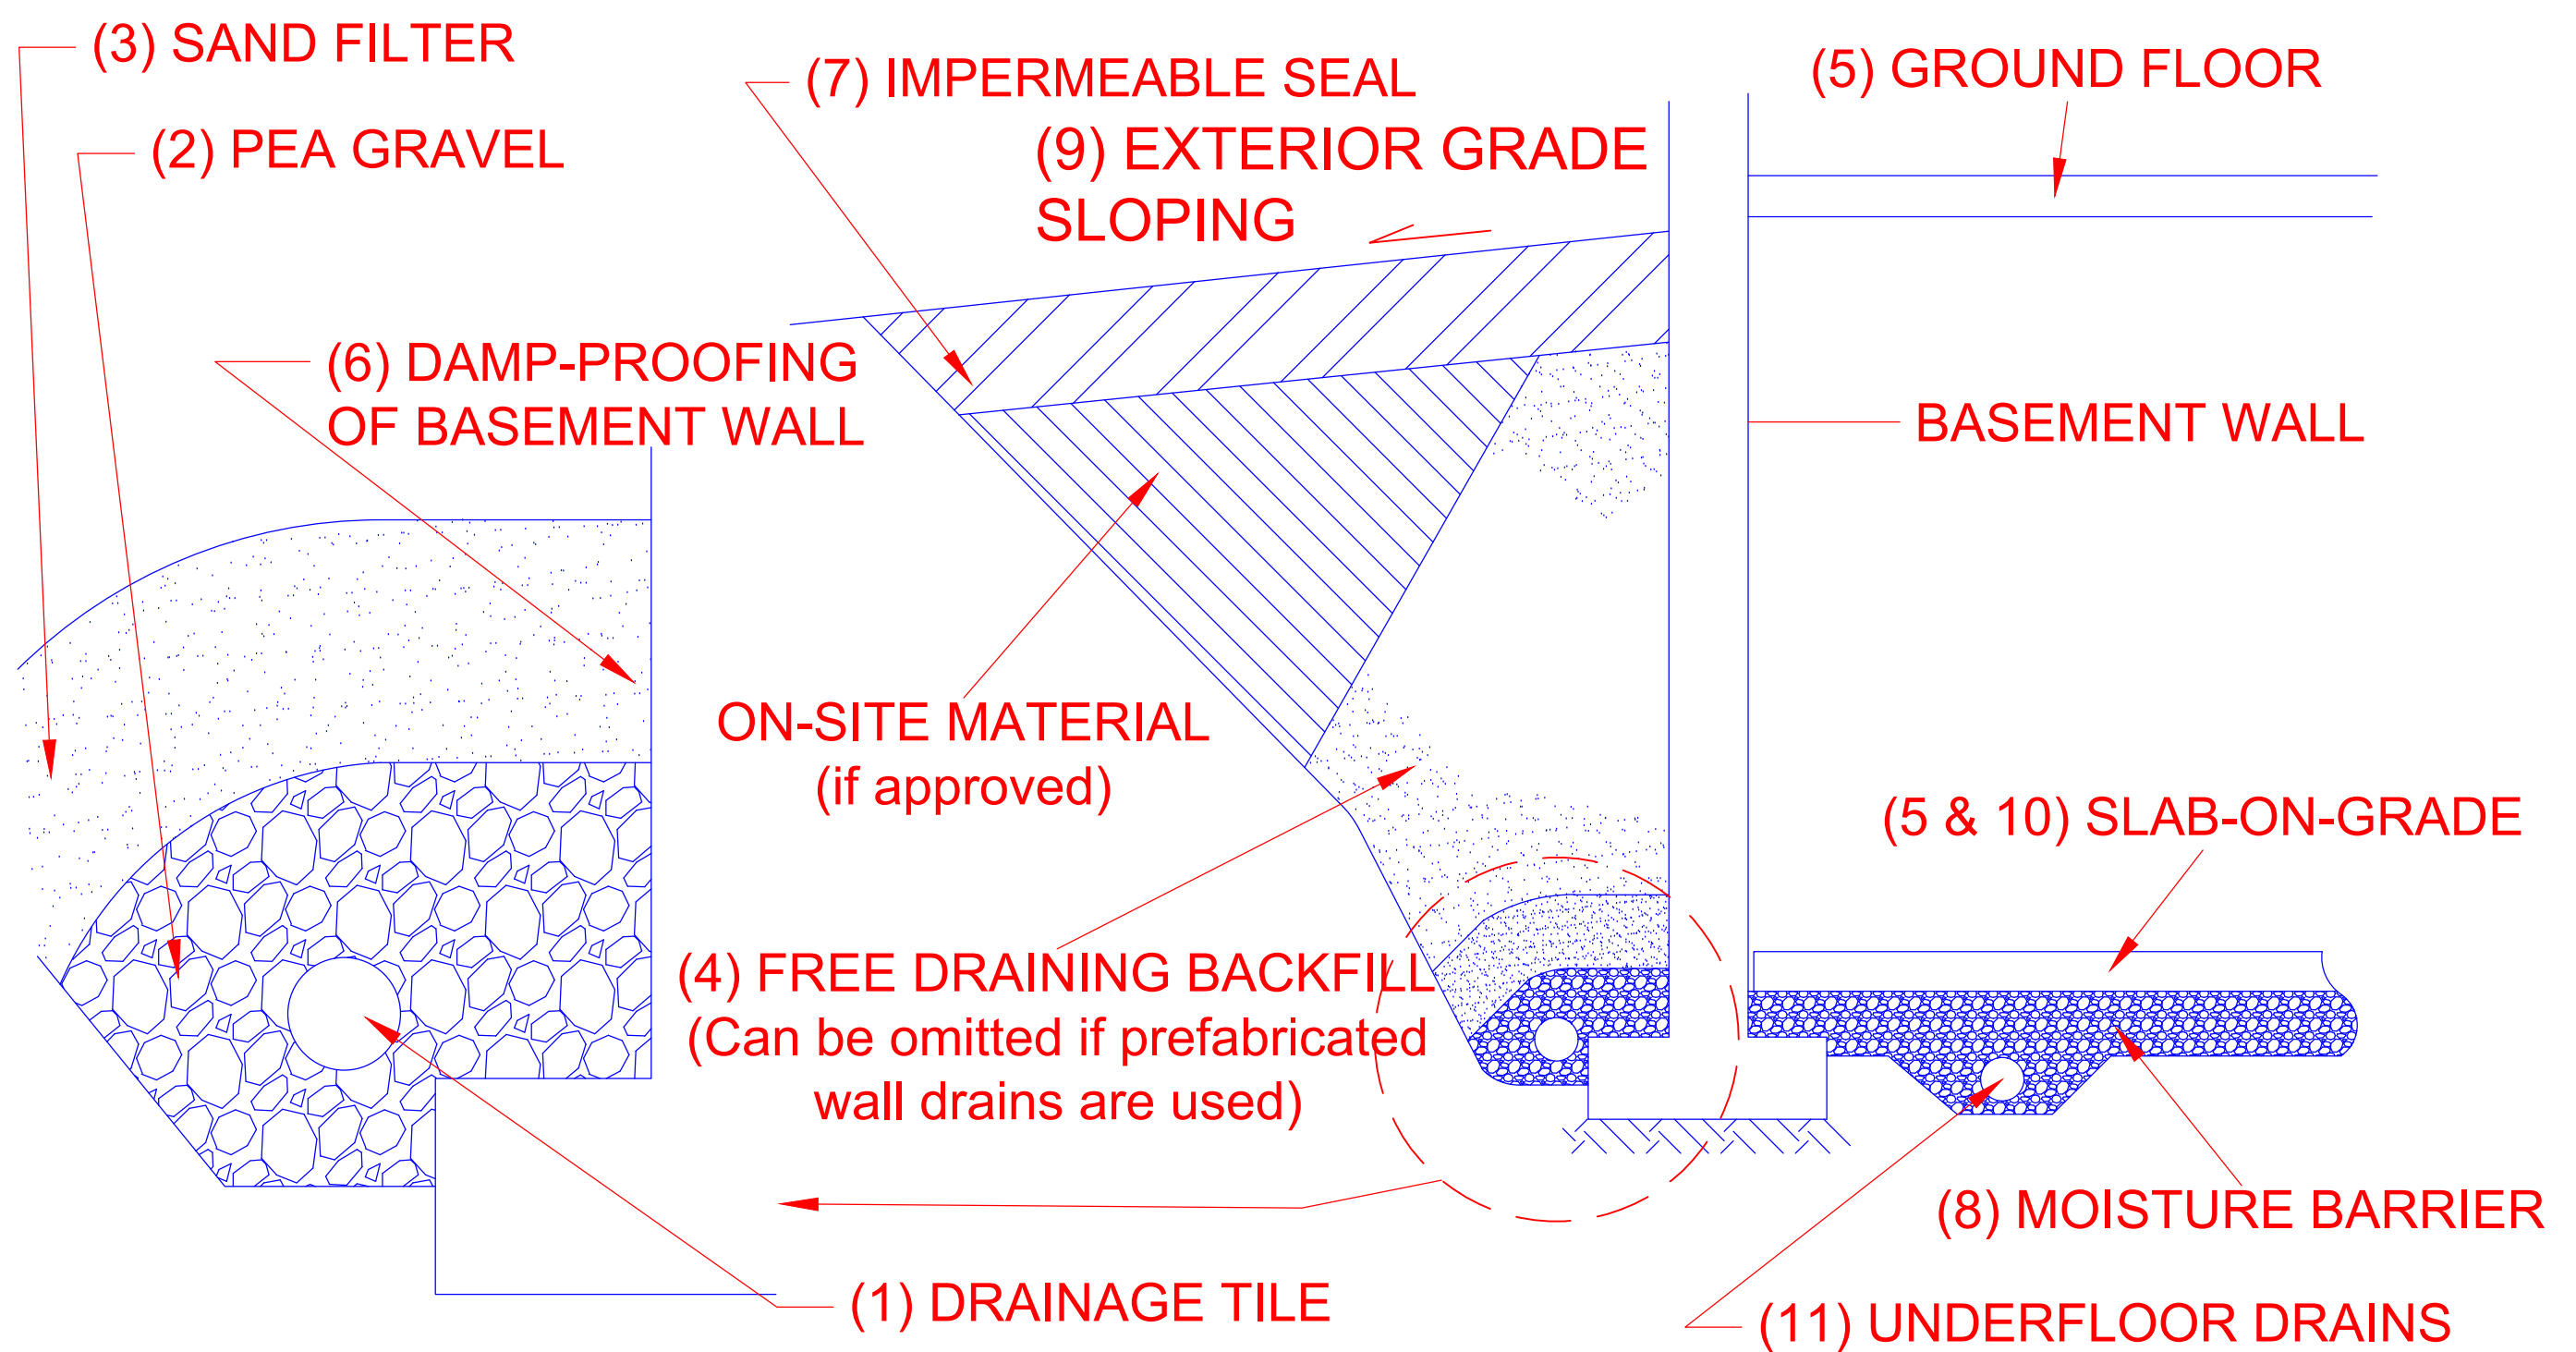 (3) SAND FILTER
(2) PEA GRAVEL
(7) IMPERMEABLE SEAL
(9) EXTERIOR GRADE
SLOPING
(5) GROUND FLOOR
(6) DAMP-PROOFING
OF BASEMENT WALL
BASEMENT WALL
ON-SITE MATERIAL
(if approved)
(5 & 10) SLAB-ON-GRADE
(4) FREE DRAINING BACKFILL
(Can be omitted if prefabricated
wall drains are used)
(8) MOISTURE BARRIER
(1) DRAINAGE TILE
(11) UNDERFLOOR DRAINS